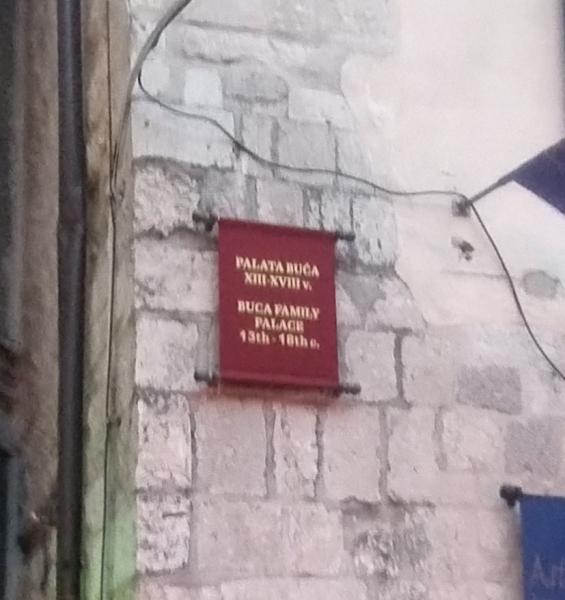 PALATA BUĆA
XIII-XVIII v.
BUCA FAMILY
PALACE
13th - 18th c.